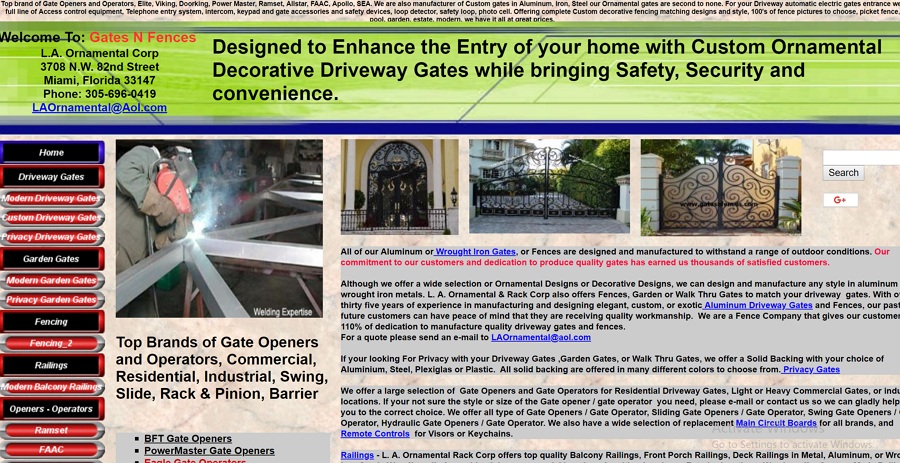 Top brand of Gate Openers and Operators, Elite, Viking, Doorking, Power Master, Ramset, Allstar, FAAC, Apollo, SEA. We are also manufacturer of Custom gates in Aluminum, Iron, Steel our Ornamental gates are second to none. For your Driveway Automatic electric gates entrance we
full line of Access control equipment, Telephone entry system, intercom, keypad and gate accessories and safety devices, loop detector, safety loop, photo cell. Offering complete Custom decorative fencing matching designs and style, 100's of fence pictures to choose, picket fence,
pool, garden, estate, modern, we have it all at great prices.
Welcome To: Gates N Fences
L.A. Ornamental Corp
3708 N.W. 82nd Street
Miami, Florida 33147
Phone: 305-696-0419
LAOrnamental@Aol.com
Designed to Enhance the Entry of your home with Custom Ornamental
Decorative Driveway Gates while bringing Safety, Security and
convenience.
Home
Driveway Gates
Modern Driveway Gates
Custom Driveway Gates
Privacy Driveway Gates
Garden Gates
Modern Garden Gates
Privacy Garden Gates
Fencing
Fencing_2
Railings
Modern Balcony Railings
Openers - Operators
Ramset
FAAC
Welding Expertise
Top Brands of Gate Openers
and Operators, Commercial,
Residential, Industrial, Swing,
Slide, Rack & Pinion, Barrier
BFT Gate Openers
PowerMaster Gate Openers
Eagle Gate Operators
Search
G+
All of our Aluminum or Wrought Iron Gates, or Fences are designed and manufactured to withstand a range of outdoor conditions. Our
commitment to our customers and dedication to produce quality gates has earned us thousands of satisfied customers.
Although we offer a wide selection or Ornamental Designs or Decorative Designs, we can design and manufacture any style in aluminum
wrought iron metals. L. A. Ornamental & Rack Corp also offers Fences, Garden or Walk Thru Gates to match your driveway gates. With ov
thirty five years of experience in manufacturing and designing elegant, custom, or exotic Aluminum Driveway Gates and Fences, our past
future customers can have peace of mind that they are receiving quality workmanship. We are a Fence Company that gives our customer
110% of dedication to manufacture quality driveway gates and fences.
For a quote please send an e-mail to LAOrnamental@aol.com
If your looking For Privacy with your Driveway Gates ,Garden Gates, or Walk Thru Gates, we offer a Solid Backing with your choice of
Aluminium, Steel, Plexiglas or Plastic. All solid backing are offered in many different colors to choose from. Privacy Gates
We offer a large selection of Gate Openers and Gate Operators for Residential Driveway Gates, Light or Heavy Commercial Gates, or indu
locations. If your not sure the style or size of the Gate opener / gate operator you need, please e-mail or contact us so we can gladly help
you to the correct choice. We offer all type of Gate Openers / Gate Operator, Sliding Gate Openers / Gate Operator, Swing Gate Openers /
Operator, Hydraulic Gate Openers / Gate Operator. We also have a wide selection of replacement Main Circuit Boards for all brands, and
Remote Controls for Visors or Keychains.
Activate Windows
Go to Settings to activate Windows.
Railings - L. A. Ornamental Rack Corp offers top quality Balcony Railings, Front Porch Railings, Deck Railings in Metal, Aluminum, or Wro